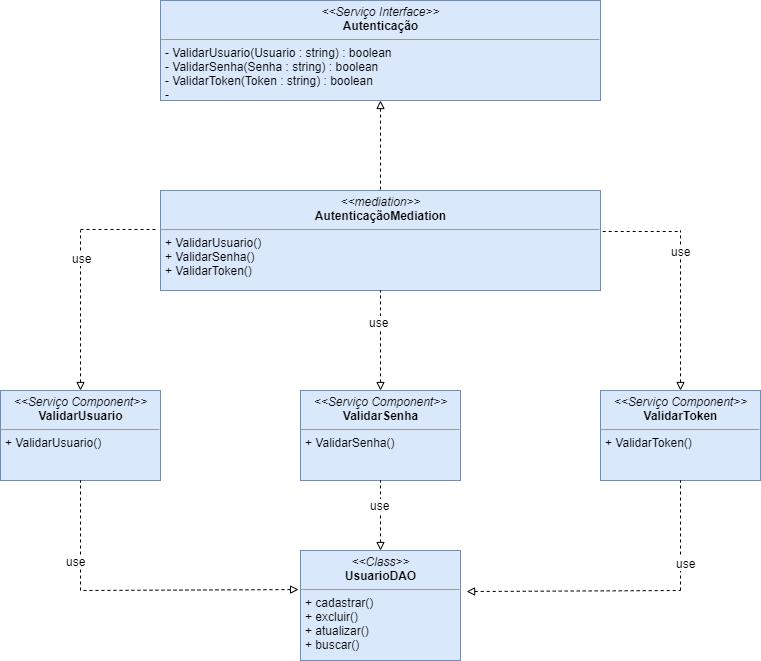 <<Serviço Interface>>
Autenticação
- ValidarUsuario(Usuario : string) : boolean
- ValidarSenha(Senha : string) : boolean
- ValidarToken(Token : string) : boolean
-
<<mediation>>
AutenticaçãoMediation
+ ValidarUsuario()
+ ValidarSenha()
+ ValidarToken()
use
use
use
<<Serviço Component>>
ValidarUsuario
+ ValidarUsuario()
<<Serviço Component>>
ValidarSenha
+ ValidarSenha()
<<Serviço Component>>
ValidarToken
+ ValidarToken()
use
use
use
<<Class>>
UsuarioDAO
+ cadastrar()
+ excluir()
+ atualizar()
+ buscar()